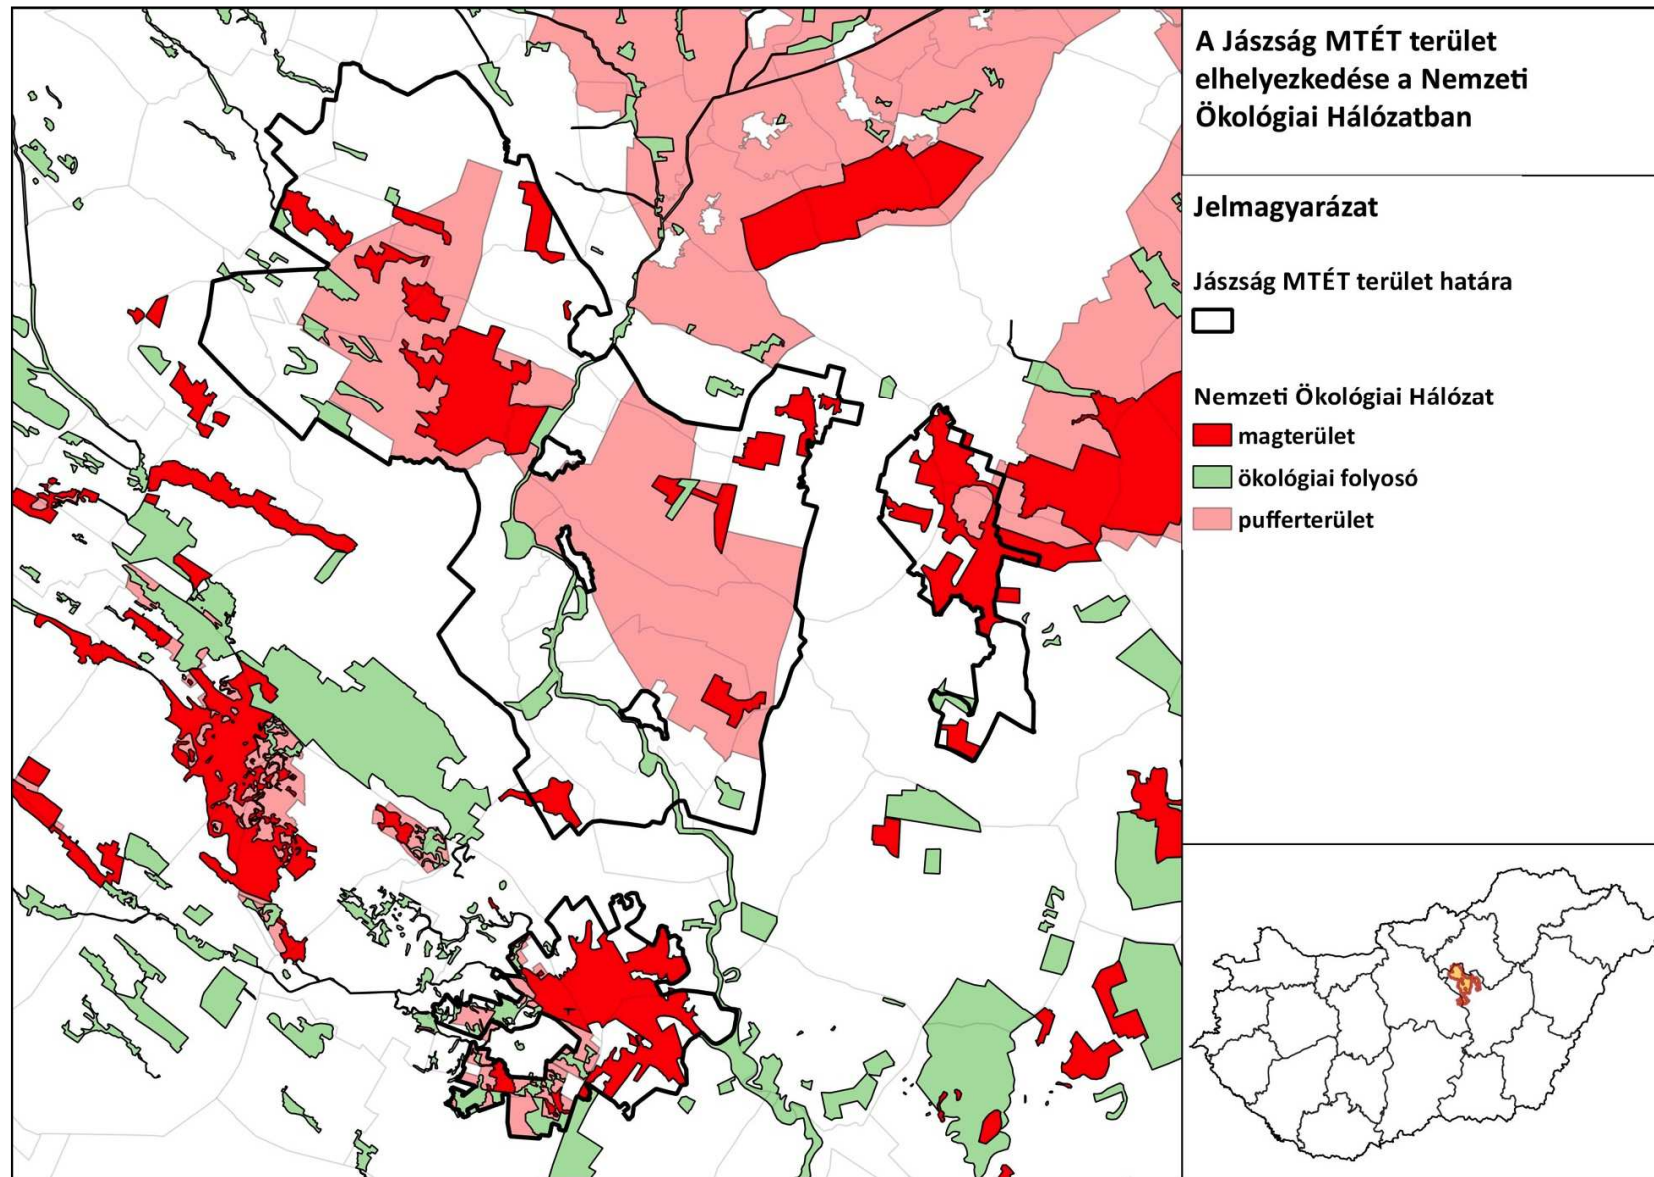 A Jászság MTÉT terület
elhelyezkedése a Nemzeti
Ökológiai Hálózatban
Jelmagyarázat
Jászság MTÉT terület határa
Nemzeti Ökológiai Hálózat
magterület
ökológiai folyosó
pufferterület